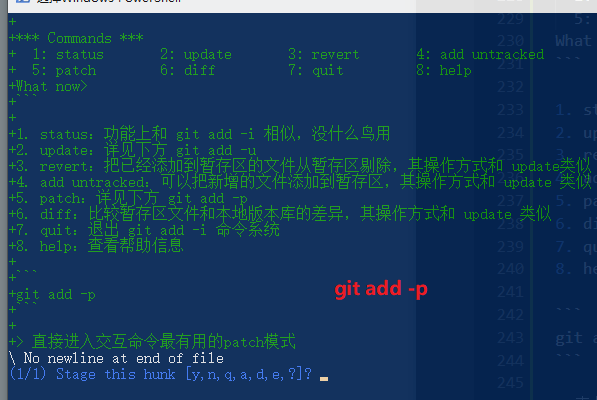 选择Windows PowerShell
+
+*** Commands ***
+  1: status       2: update       3: revert       4: add untracked
+  5: patch        6: diff         7: quit         8: help
+What now>
+```
+
+1. status：功能上和 git add -i 相似，没什么鸟用
+2. update：详见下方 git add -u
+3. revert：把已经添加到暂存区的文件从暂存区剔除，其操作方式和 update类似
+4. add untracked：可以把新增的文件添加到暂存区，其操作方式和 update 类似
+5. patch：详见下方 git add -p
+6. diff：比较暂存区文件和本地版本库的差异，其操作方式和 update 类似
+7. quit：退出 git add -i 命令系统
+8. help：查看帮助信息
+
+```
+git add -p
+```
+
+> 直接进入交互命令最有用的patch模式
\ No newline at end of file
(1/1) Stage this hunk [y,n,q,a,d,e,?]?
git add -p
229
5:
230
What
231
```
232
233
1. st
234
2. up
235
236
237
5. pa
238
6. di
239
7. qu
240
8. he
241
242
```
243
git a
244
```
245